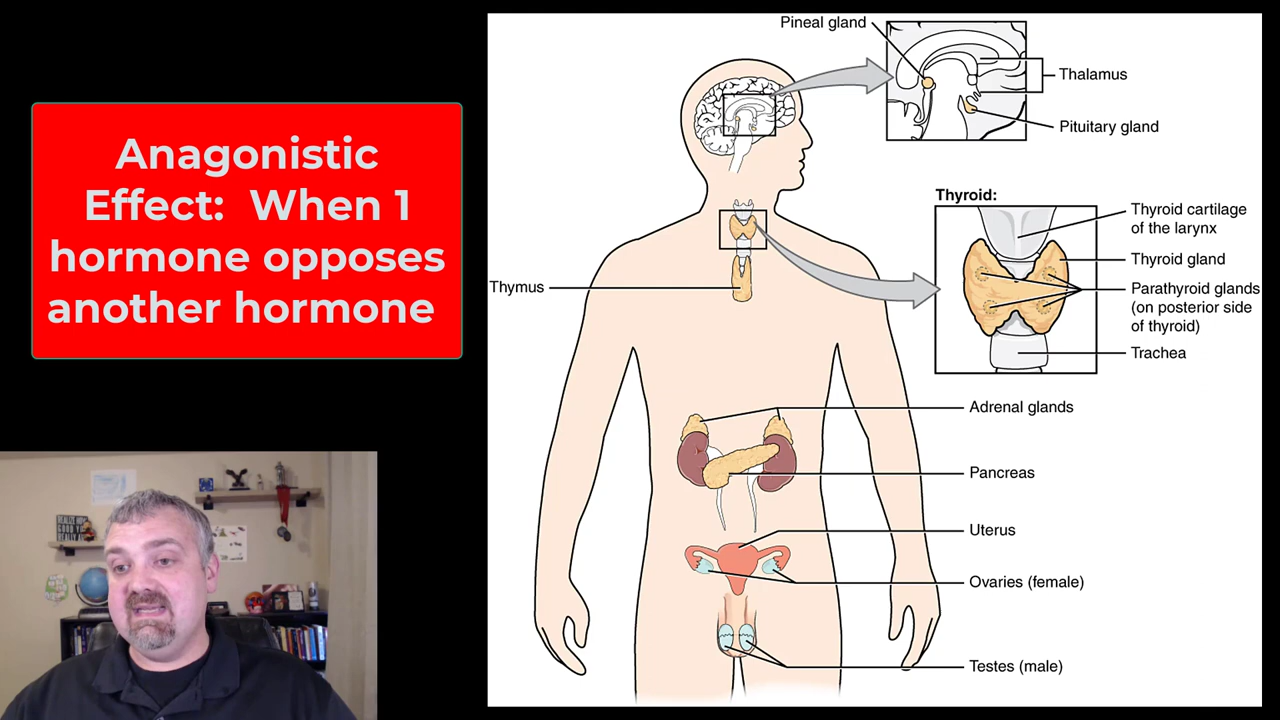 Anagonistic
Effect: When 1
hormone opposes
another hormone
Pineal gland
Thalamus
Pituitary gland
Thyroid:
Thyroid cartilage
of the larynx
Thyroid gland
Parathyroid glands
(on posterior side
of thyroid)
Trachea
Thymus
Adrenal glands
Pancreas
Uterus
Ovaries (female)
Testes (male)